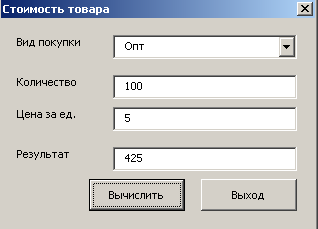 Стоимость товара
Вид покупки Опт
Количество 100
Цена за ед. 5
Результат 425
Вычислить Выход